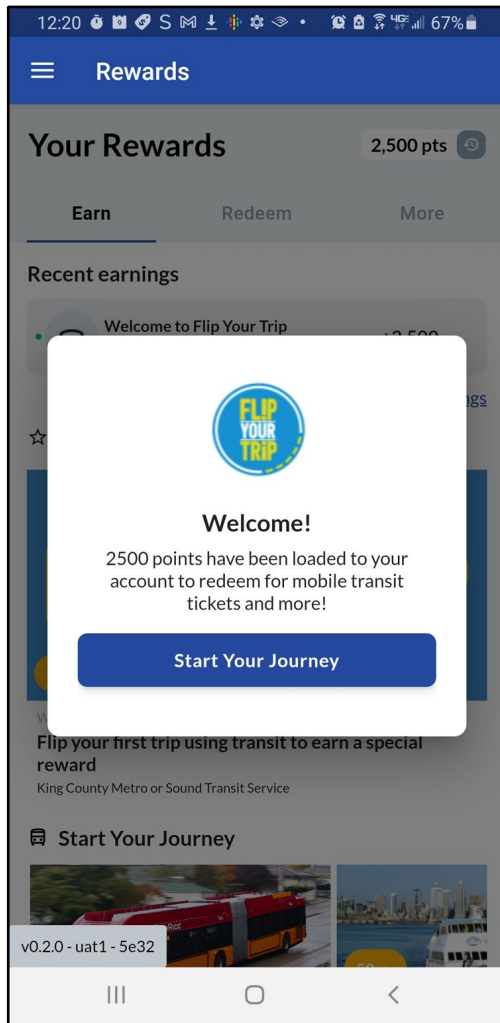 12:20
67%
Rewards
Your Rewards
2,500 pts
Earn
Redeem
More
Recent earnings
Welcome to Flip Your Trip
FLIP
YOUR
TRIP
Welcome!
2500 points have been loaded to your
account to redeem for mobile transit
tickets and more!
Start Your Journey
Flip your first trip using transit to earn a special
reward
King County Metro or Sound Transit Service
Start Your Journey
v0.2.0 - uat1 - 5e32